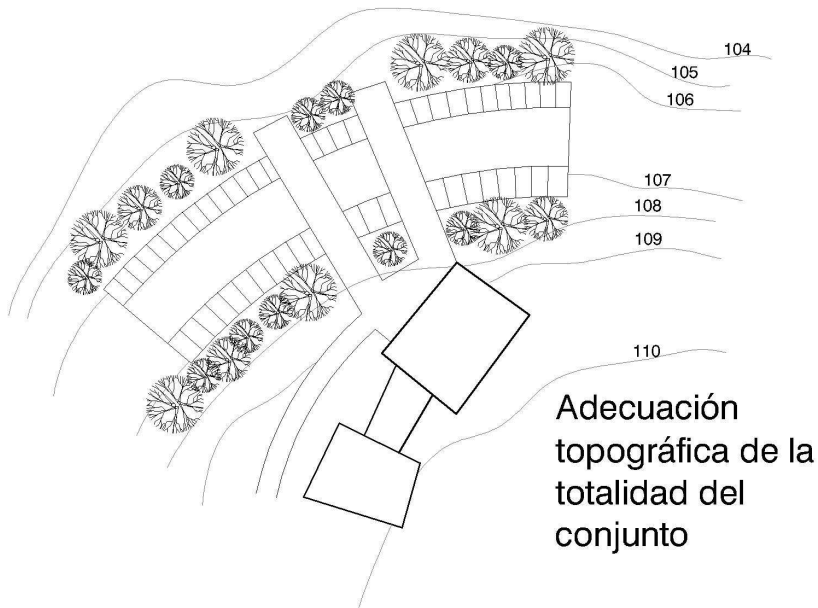 104
105
106
107
108
109
110
Adecuación
topográfica de la
totalidad del
conjunto